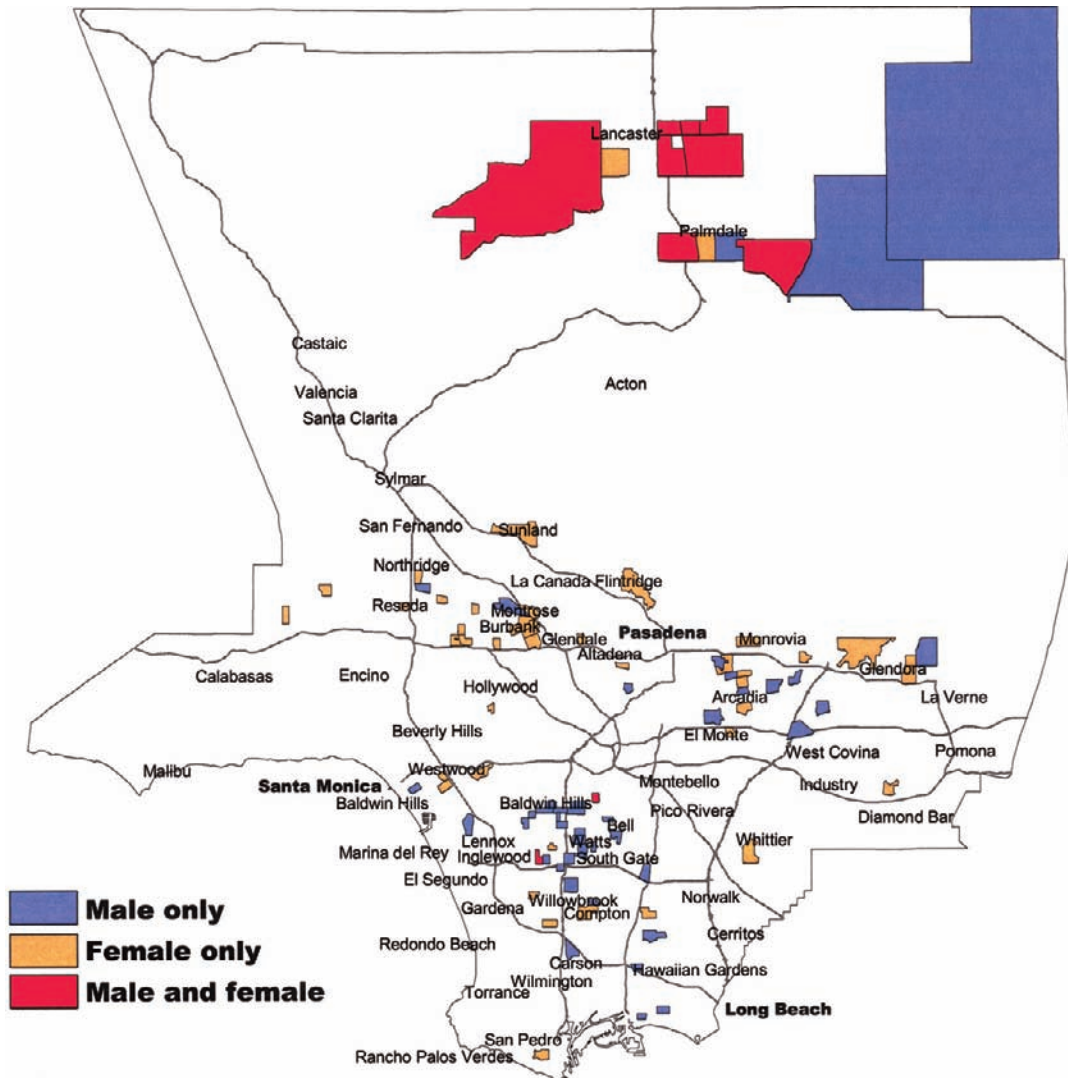 Lancaster
Palmdale
Castaic
Acton
Valencia
Santa Clarita
Sylmar
San Fernando
Sunland
Northridge
La Canada Flintridge
Reseda
Montrose
Burbank
Glendale
Pasadena
Monrovia
Altadena
Glendora
Calabasas
Encino
Hollywood
Arcadia
La Verne
Beverly Hills
El Monte
West Covina
Pomona
Malibu
Westwood
Santa Monica
Montebello
Industry
Baldwin Hills
Baldwin Hills
Pico Rivera
Diamond Bar
Bell
Lennox
Watts
Whittier
Marina del Rey
Inglewood
South Gate
El Segundo
Norwalk
Gardena
Willowbrook
Compton
Redondo Beach
Cerritos
Carson
Hawaiian Gardens
Wilmington
Torrance
Long Beach
San Pedro
Rancho Palos Verdes
Male only
Female only
Male and female